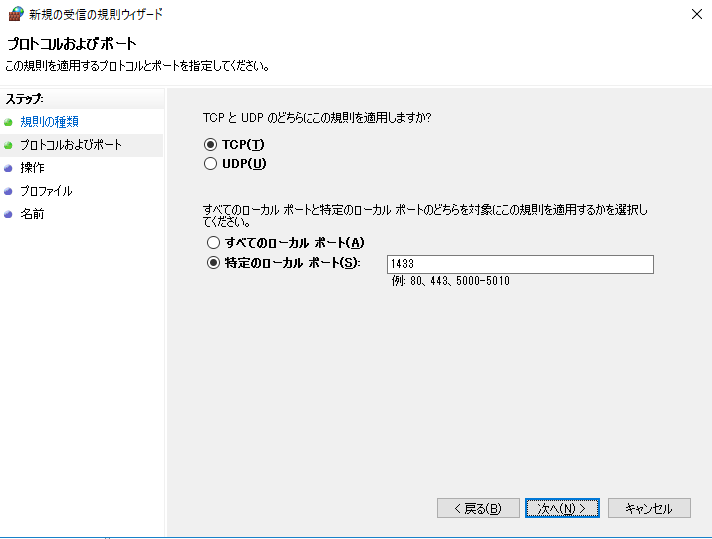 新規の受信の規則ウィザード
プロトコルおよびポート
この規則を適用するプロトコルとポートを指定してください。
ステップ:
規則の種類
プロトコルおよびポート
操作
プロファイル
名前
TCP と UDP のどちらにこの規則を適用しますか?
TCP(T)
UDP(U)
すべてのローカル ポートと特定のローカル ポートのどちらを対象にこの規則を適用するかを選択し
てください。
すべてのローカル ポート(A)
特定のローカル ポート(S):
1433
例: 80、443、5000-5010
< 戻る(B)
次へ(N) >
キャンセル